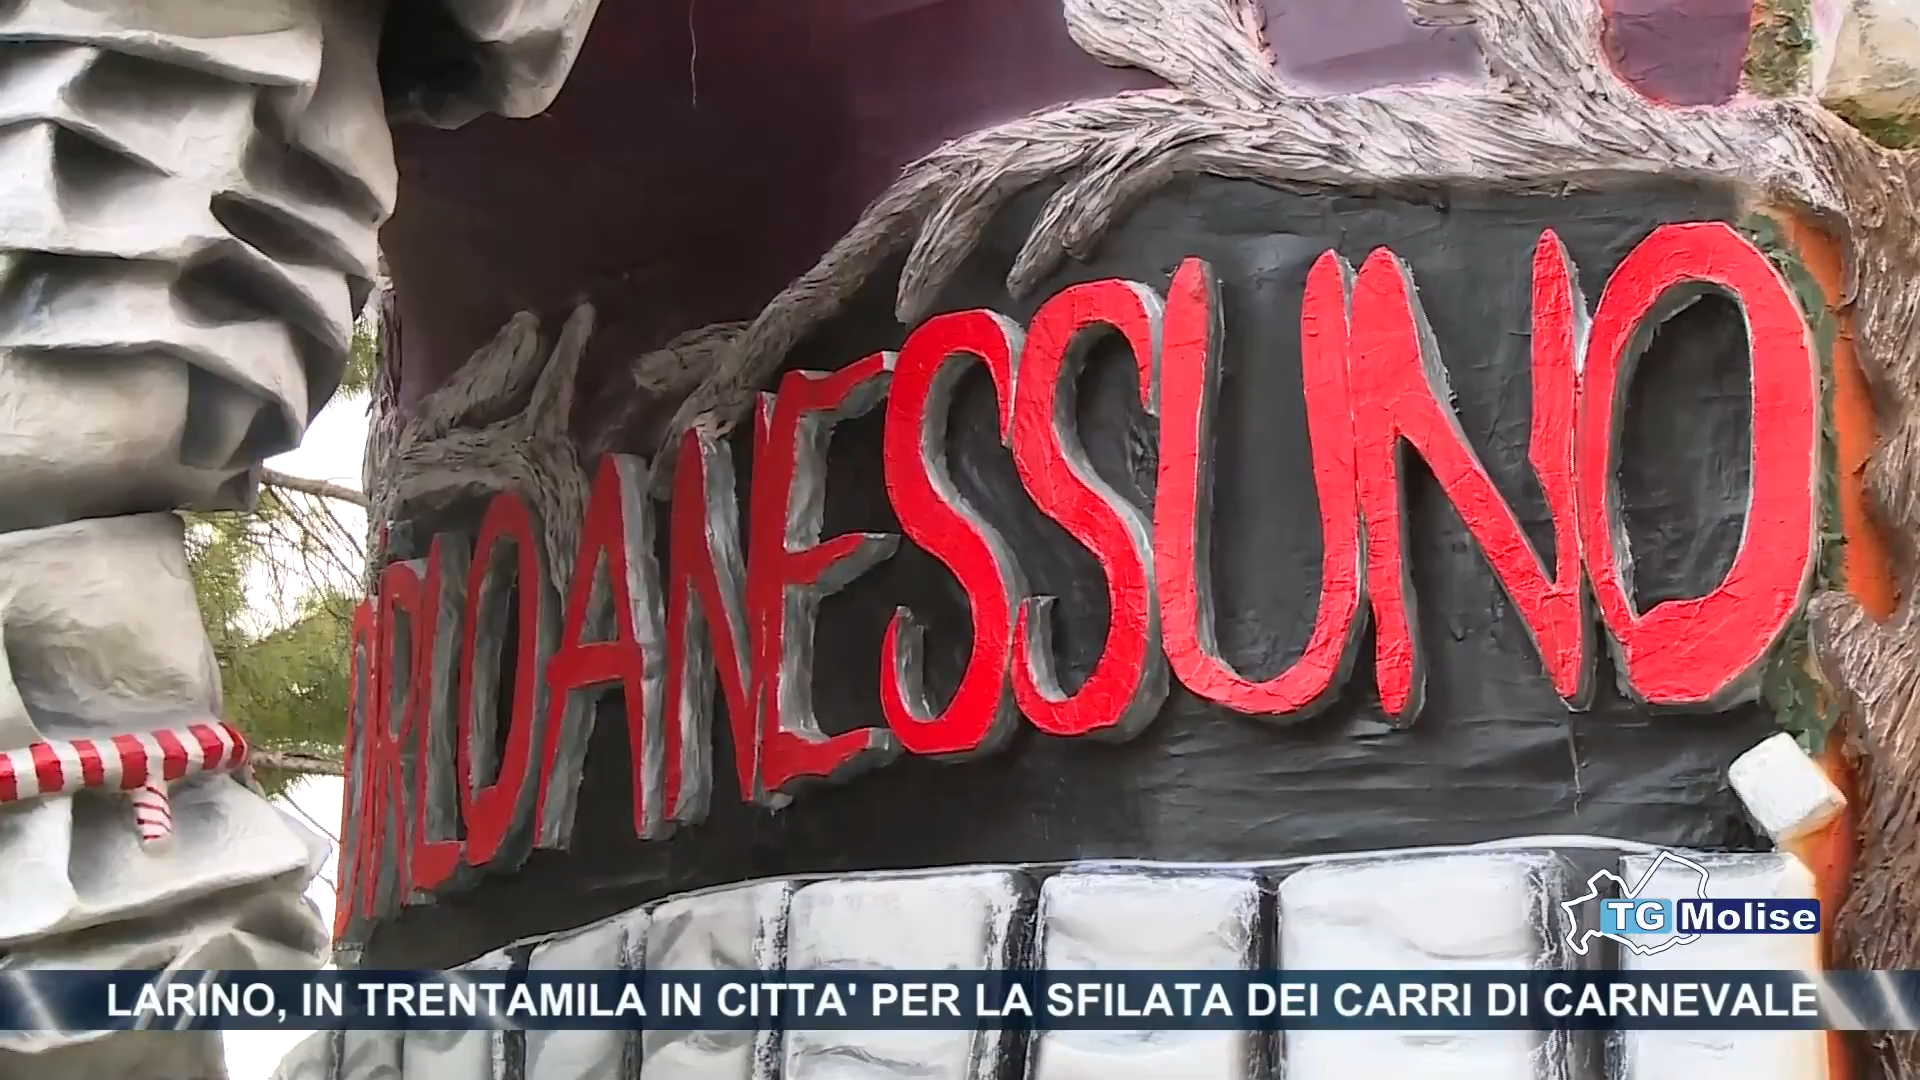 DIRLO A NESSUNO
TG Molise
LARINO, IN TRENTAMILA IN CITTA' PER LA SFILATA DEI CARRI DI CARNEVALE